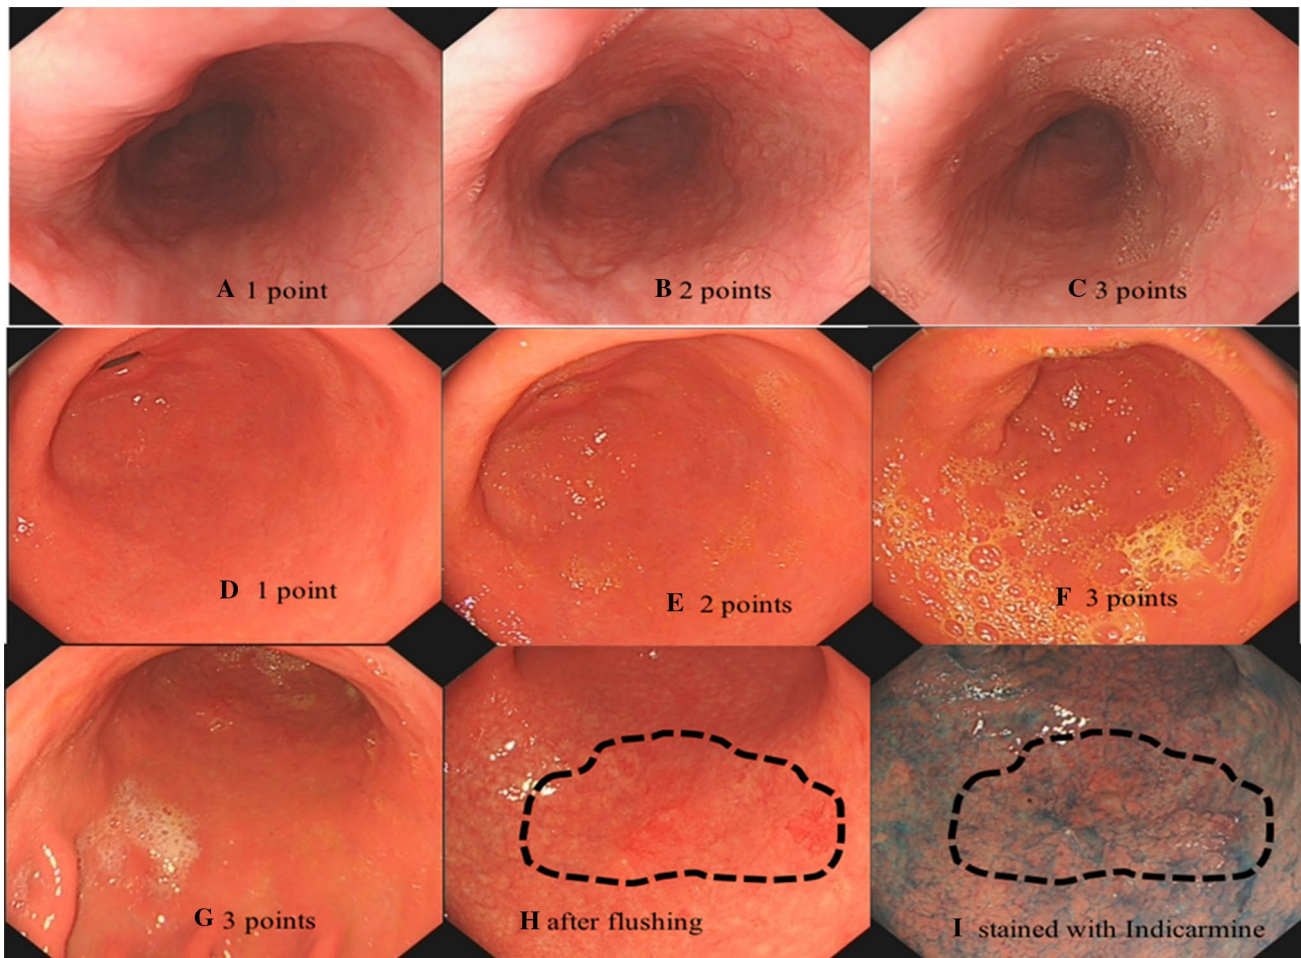 A 1 point
B 2 points
C 3 points
D 1 point
E 2 points
F 3 points
G 3 points
H after flushing
I stained with Indicarmine